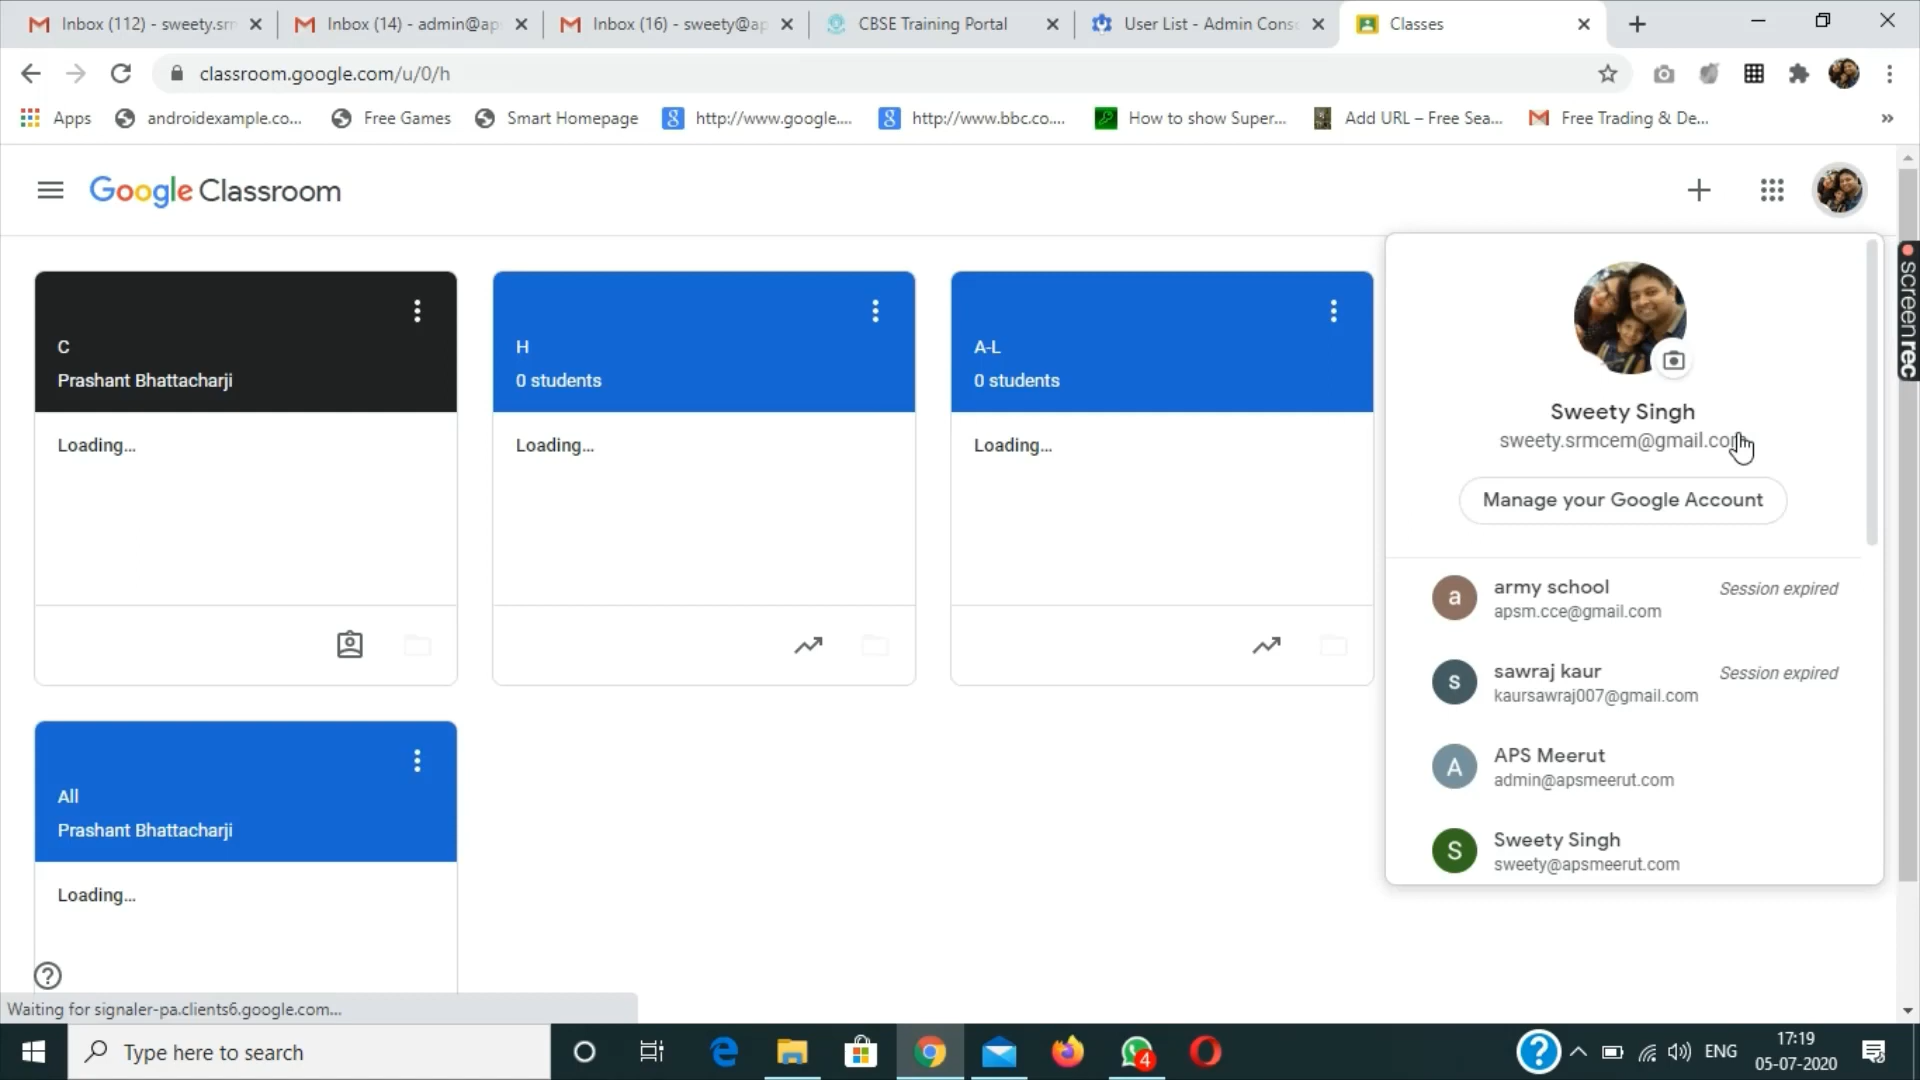 Inbox (112) - sweety.srm
Inbox (14) - admin@ap
Inbox (16) - sweety@ap
CBSE Training Portal
User List - Admin Cons
Classes
classroom.google.com/u/0/h
Apps
androidexample.co...
Free Games
Smart Homepage
http://www.google....
http://www.bbc.co....
How to show Super...
Add URL – Free Sea...
Free Trading & De...
»
Google Classroom
screenrec
C
Prashant Bhattacharji
Loading...
H
0 students
Loading...
A-L
0 students
Loading...
All
Prashant Bhattacharji
Loading...
Sweety Singh
sweety.srmcem@gmail.com
Manage your Google Account
a
army school
Session expired
apsm.cce@gmail.com
s
sawraj kaur
Session expired
kaursawraj007@gmail.com
A
APS Meerut
admin@apsmeerut.com
S
Sweety Singh
sweety@apsmeerut.com
Waiting for signaler-pa.clients6.google.com...
Type here to search
4
ENG
17:19
05-07-2020